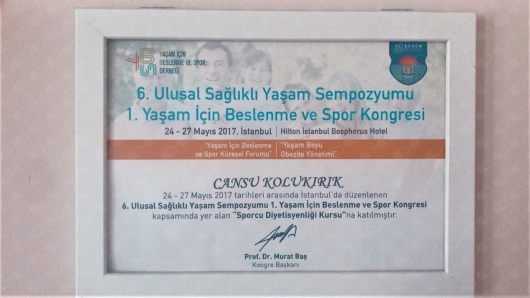 YAŞAM İÇİN
BESLENME VE SPOR
DERNEĞİ
ACIBADEM
6. Ulusal Sağlıklı Yaşam Sempozyumu
1. Yaşam İçin Beslenme ve Spor Kongresi
24 - 27 Mayıs 2017, İstanbul | Hilton İstanbul Bosphorus Hotel
"Yaşam İçin Beslenme
ve Spor Küresel Forumu"
"Yaşam Boyu
Obezite Yönetimi"
CANSU KOLUKIRIK
24 - 27 Mayıs 2017 tarihleri arasında İstanbul'da düzenlenen
6. Ulusal Sağlıklı Yaşam Sempozyumu 1. Yaşam İçin Beslenme ve Spor Kongresi
kapsamında yer alan "Sporcu Diyetisyenliği Kursu"na katılmıştır.
Prof. Dr. Murat Baş
Kongre Başkanı